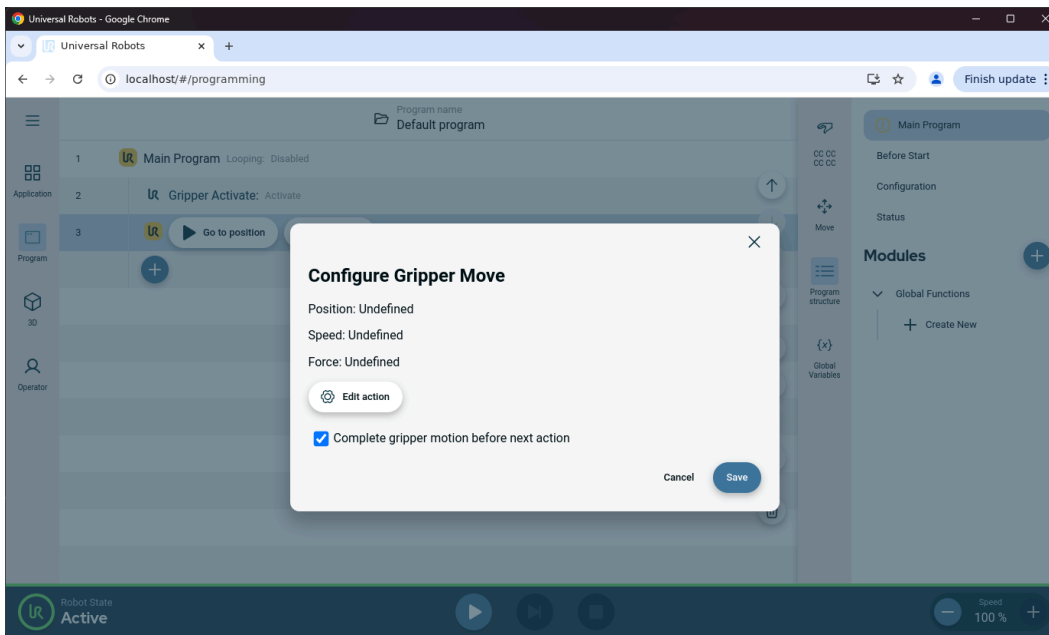 Universal Robots - Google Chrome
Universal Robots
localhost/#/programming
Finish update
Program name
Default program
Application
Program
3D
Operator
1 Main Program Looping: Disabled
2 Gripper Activate: Activate
3 Go to position
Configure Gripper Move
Position: Undefined
Speed: Undefined
Force: Undefined
Edit action
Complete gripper motion before next action
Cancel
Save
CC CC
CC CC
Move
Program
structure
{x}
Global
Variables
Main Program
Before Start
Configuration
Status
Modules
Global Functions
Create New
UR
Robot State
Active
Speed
100 %